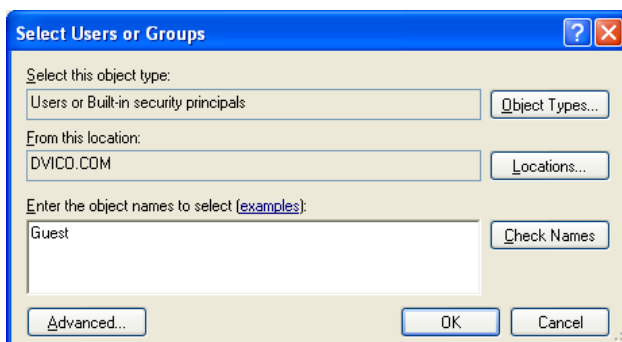 Select Users or Groups
Select this object type:
Users or Built-in security principals
Object Types...
From this location:
DVICO.COM
Locations...
Enter the object names to select (examples):
Guest
Check Names
Advanced...
OK
Cancel